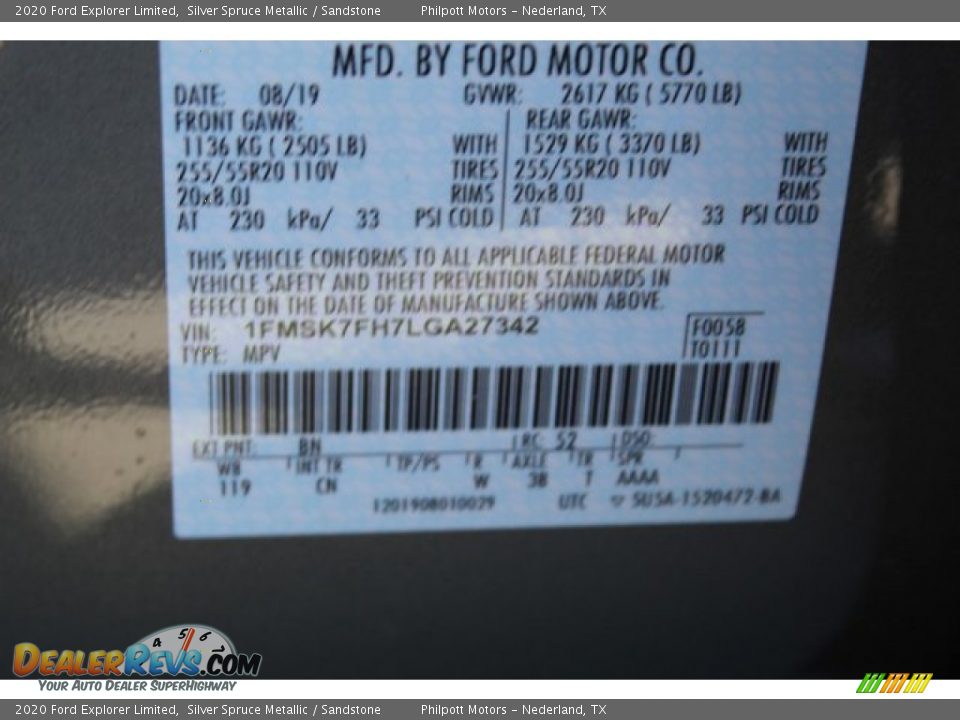 2020 Ford Explorer Limited, Silver Spruce Metallic / Sandstone Philpott Motors – Nederland, TX
MFD. BY FORD MOTOR CO.
DATE: 08/19 GVWR: 2617 KG ( 5770 LB)
FRONT GAWR: REAR GAWR:
1136 KG ( 2505 LB) WITH 1529 KG ( 3370 LB) WITH
255/55R20 110V TIRES 255/55R20 110V TIRES
20x8.0J RIMS 20x8.0J RIMS
AT 230 kPa/ 33 PSI COLD AT 230 kPa/ 33 PSI COLD
THIS VEHICLE CONFORMS TO ALL APPLICABLE FEDERAL MOTOR
VEHICLE SAFETY AND THEFT PREVENTION STANDARDS IN
EFFECT ON THE DATE OF MANUFACTURE SHOWN ABOVE.
VIN: 1FMSK7FH7LGA27342 F0058
TYPE: MPV T0111
EXT PNT: BN RC: 52 DSO:
WB INT TR TP/PS R AXLE TR SPR
119 CN W 3B T AAAA
1201908010029 UTC ▽ SU5A-1520472-BA
4 5 6
DEALERREVS.COM
YOUR AUTO DEALER SUPERHIGHWAY
2020 Ford Explorer Limited, Silver Spruce Metallic / Sandstone Philpott Motors – Nederland, TX